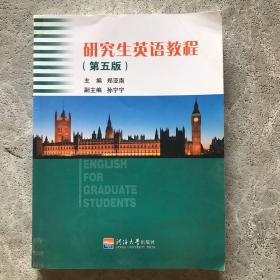 研究生英语教程
（第五版）
主 编 郑亚南
副主编 孙宁宁
ENGLISH
FOR
GRADUATE
STUDENTS
河海大学出版社